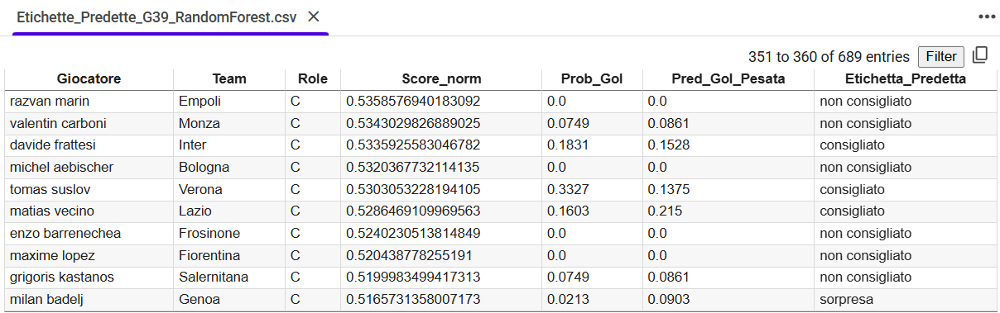 Etichette_Predette_G39_RandomForest.csv ×
351 to 360 of 689 entries Filter
Giocatore Team Role Score_norm Prob_Gol Pred_Gol_Pesata Etichetta_Predetta
razvan marin Empoli C 0.5358576940183092 0.0 0.0 non consigliato
valentin carboni Monza C 0.5343029826889025 0.0749 0.0861 non consigliato
davide frattesi Inter C 0.5335925583046782 0.1831 0.1528 consigliato
michel aebischer Bologna C 0.5320367732114135 0.0 0.0 non consigliato
tomas suslov Verona C 0.5303053228194105 0.3327 0.1375 consigliato
matias vecino Lazio C 0.5286469109969563 0.1603 0.215 consigliato
enzo barrenechea Frosinone C 0.5240230513814849 0.0 0.0 non consigliato
maxime lopez Fiorentina C 0.520438778255191 0.0 0.0 non consigliato
grigoris kastanos Salernitana C 0.5199983499417313 0.0749 0.0861 non consigliato
milan badelj Genoa C 0.5165731358007173 0.0213 0.0903 sorpresa